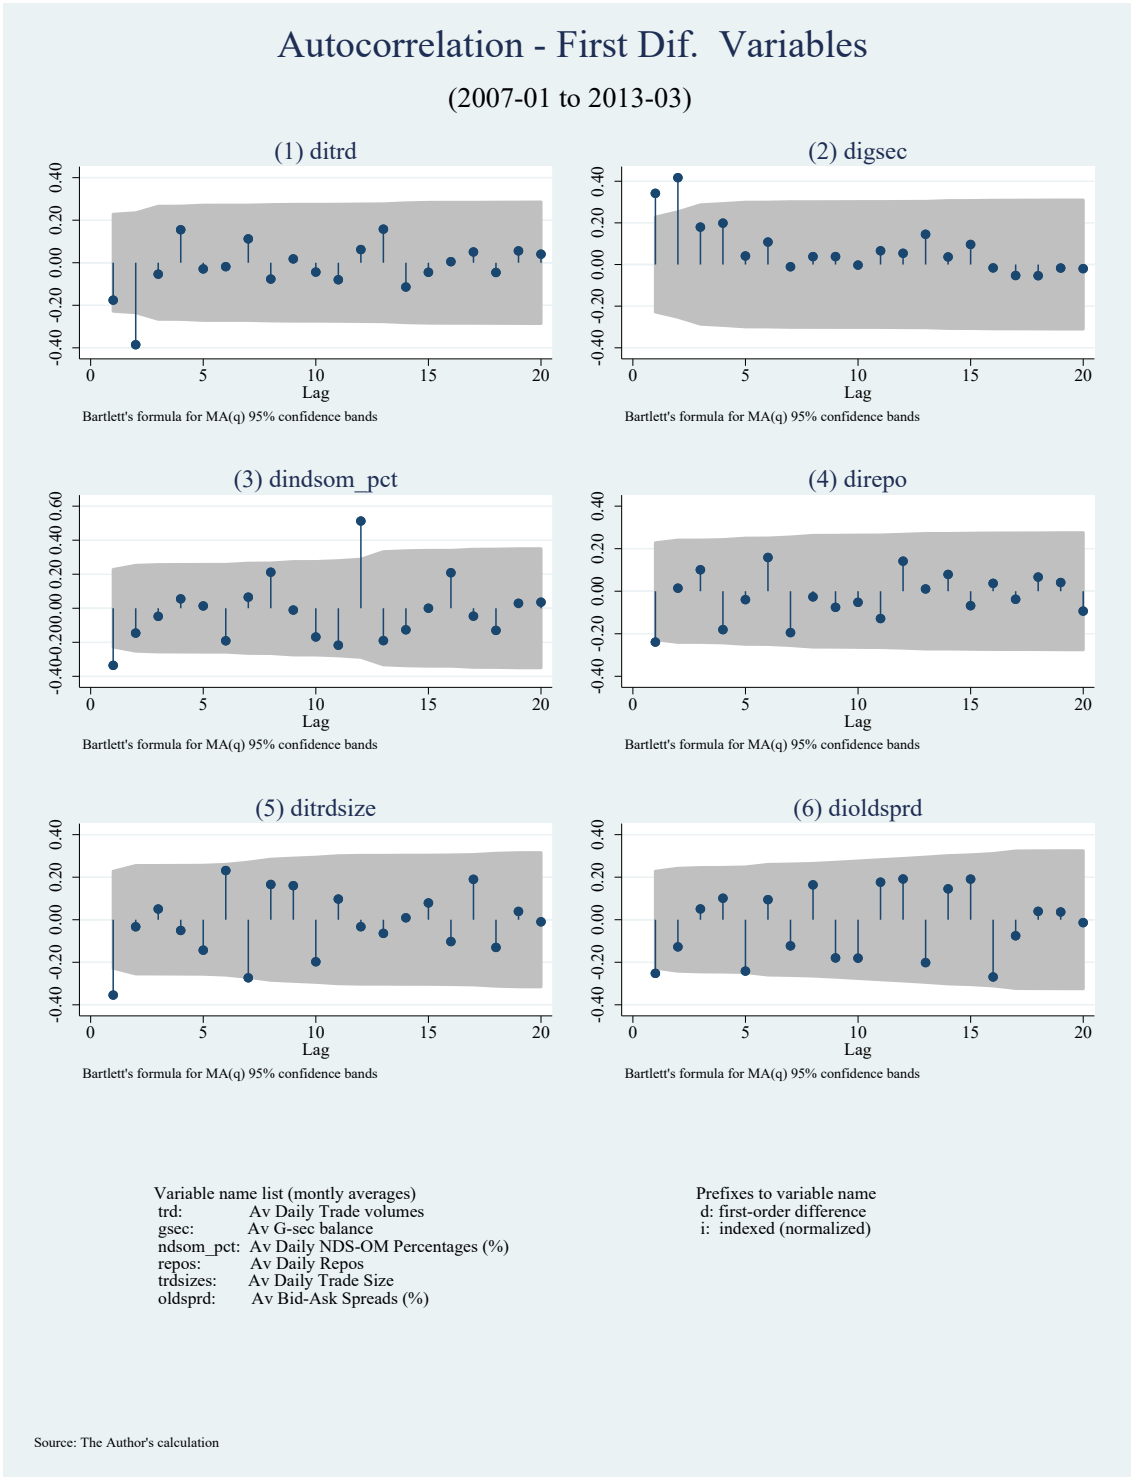 Autocorrelation - First Dif.  Variables
(2007-01 to 2013-03)
(1) ditrd
0.40
0.20
0.00
-0.20
-0.40
0 5 10 15 20
Lag
Bartlett's formula for MA(q) 95% confidence bands
(2) digsec
0.40
0.20
0.00
-0.20
-0.40
0 5 10 15 20
Lag
Bartlett's formula for MA(q) 95% confidence bands
(3) dindsom_pct
0.60
0.40
0.20
0.00
-0.20
-0.40
0 5 10 15 20
Lag
Bartlett's formula for MA(q) 95% confidence bands
(4) direpo
0.40
0.20
0.00
-0.20
-0.40
0 5 10 15 20
Lag
Bartlett's formula for MA(q) 95% confidence bands
(5) ditrdsize
0.40
0.20
0.00
-0.20
-0.40
0 5 10 15 20
Lag
Bartlett's formula for MA(q) 95% confidence bands
(6) dioldsprd
0.40
0.20
0.00
-0.20
-0.40
0 5 10 15 20
Lag
Bartlett's formula for MA(q) 95% confidence bands
Variable name list (montly averages)
trd: Av Daily Trade volumes
gsec: Av G-sec balance
ndsom_pct: Av Daily NDS-OM Percentages (%)
repos: Av Daily Repos
trdsizes: Av Daily Trade Size
oldsprd: Av Bid-Ask Spreads (%)
Prefixes to variable name
d: first-order difference
i: indexed (normalized)
Source: The Author's calculation